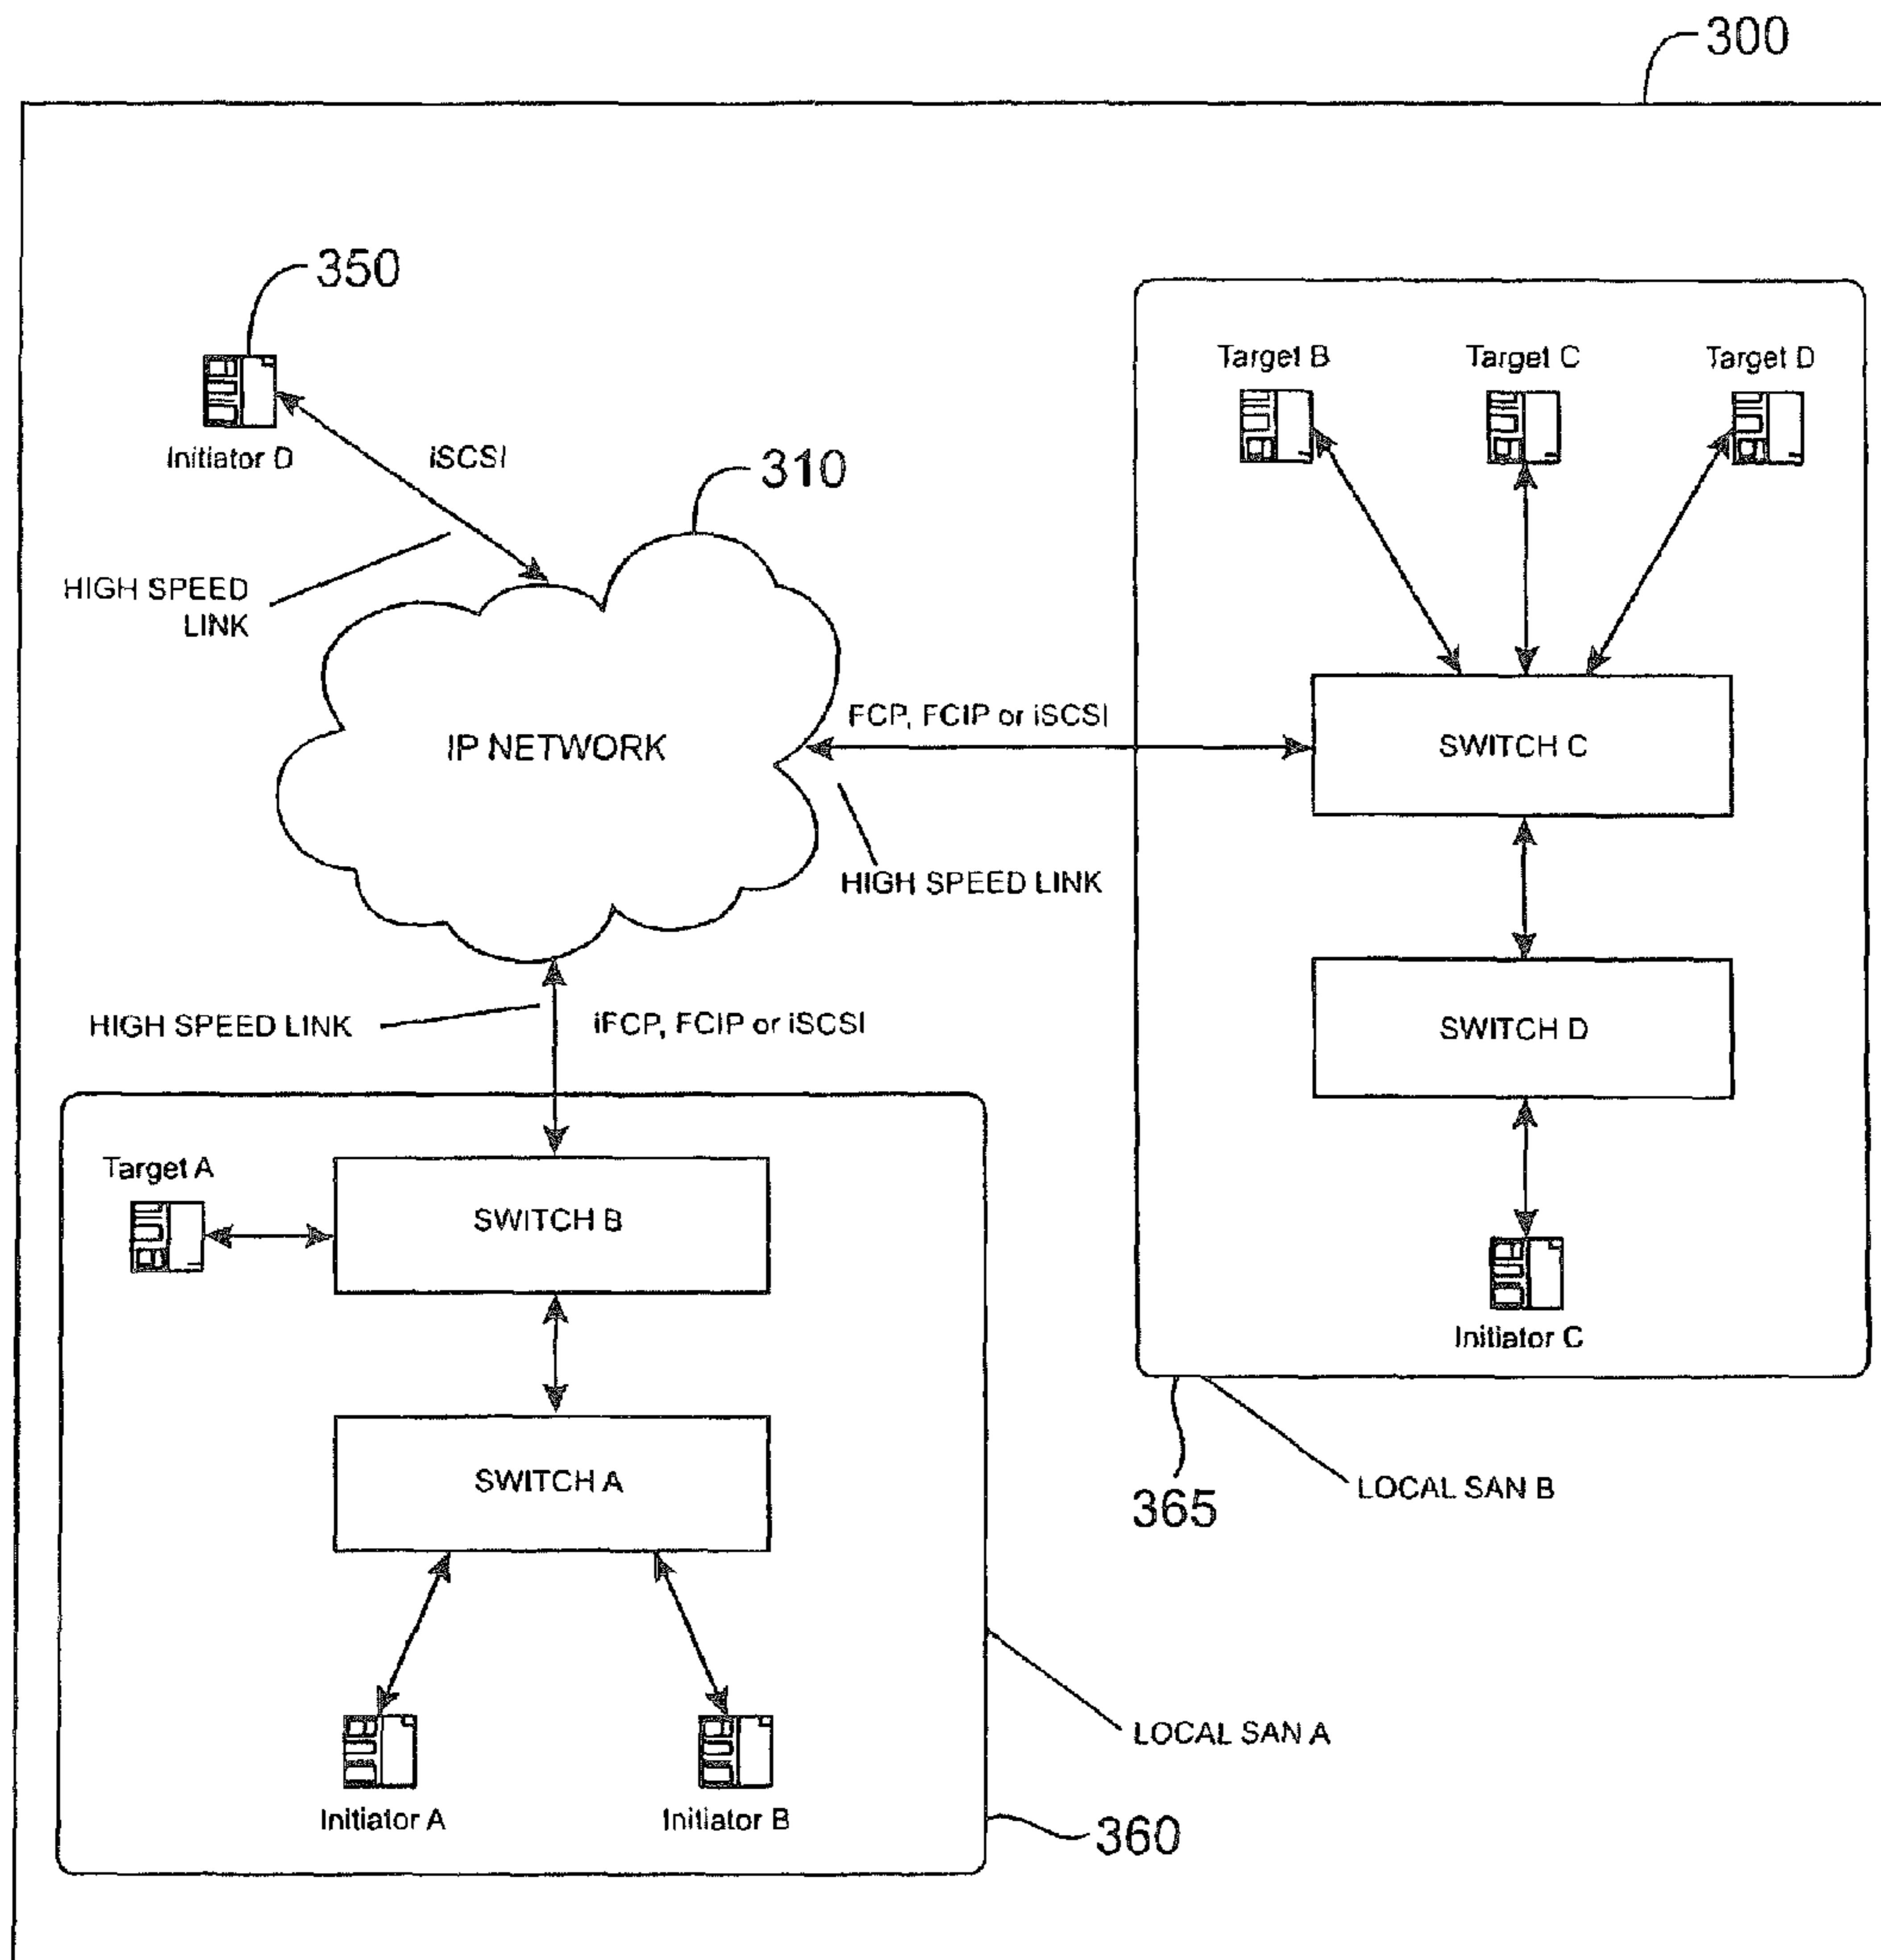 300
350
Initiator D
iSCSI
310
HIGH SPEED
LINK
IP NETWORK
Target B
Target C
Target D
FCP, FCIP or iSCSI
SWITCH C
HIGH SPEED LINK
SWITCH D
HIGH SPEED LINK
iFCP, FCIP or iSCSI
Target A
SWITCH B
Initiator C
SWITCH A
365
LOCAL SAN B
LOCAL SAN A
Initiator A
Initiator B
360